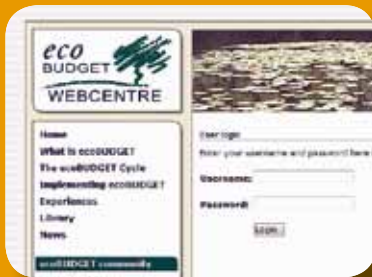 eco
BUDGET
WEBCENTRE
Home
What is ecoBUDGET
The ecoBUDGET Cycle
Implementing ecoBUDGET
Experiences
Library
News
ecoBUDGET community
User login
Enter your username and password here
Username:
Password:
Login